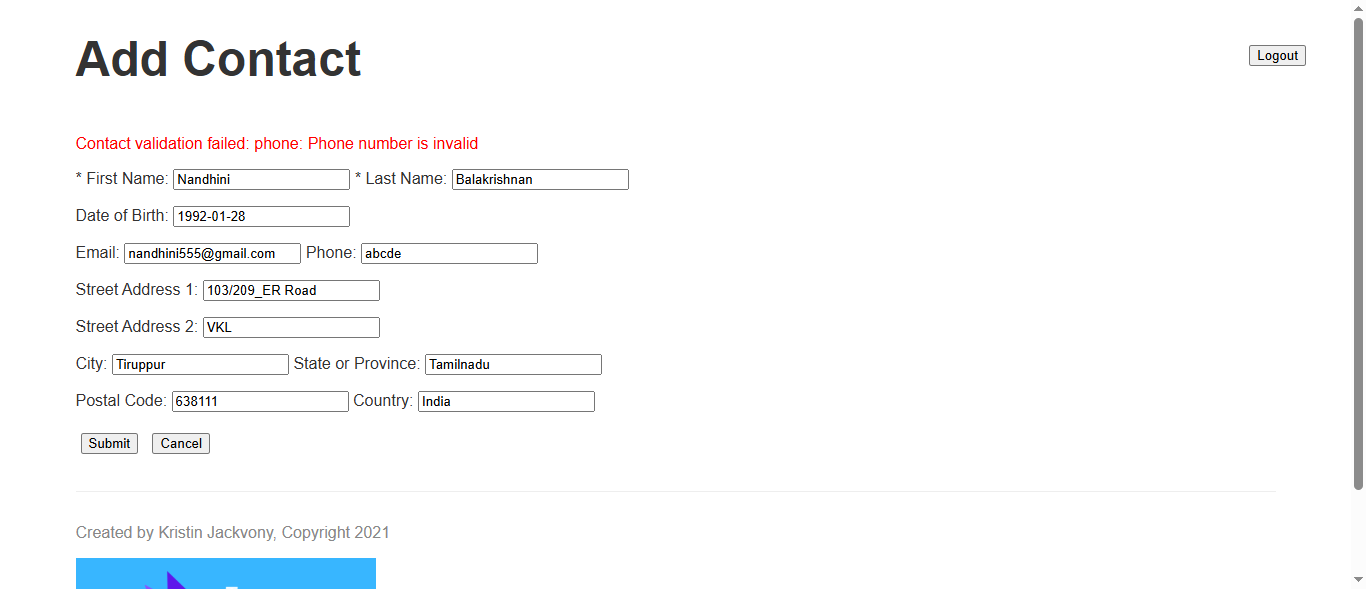 Add Contact
Logout
Contact validation failed: phone: Phone number is invalid
* First Name: Nandhini * Last Name: Balakrishnan
Date of Birth: 1992-01-28
Email: nandhini555@gmail.com Phone: abcde
Street Address 1: 103/209_ER Road
Street Address 2: VKL
City: Tiruppur State or Province: Tamilnadu
Postal Code: 638111 Country: India
Submit Cancel
Created by Kristin Jackvony, Copyright 2021